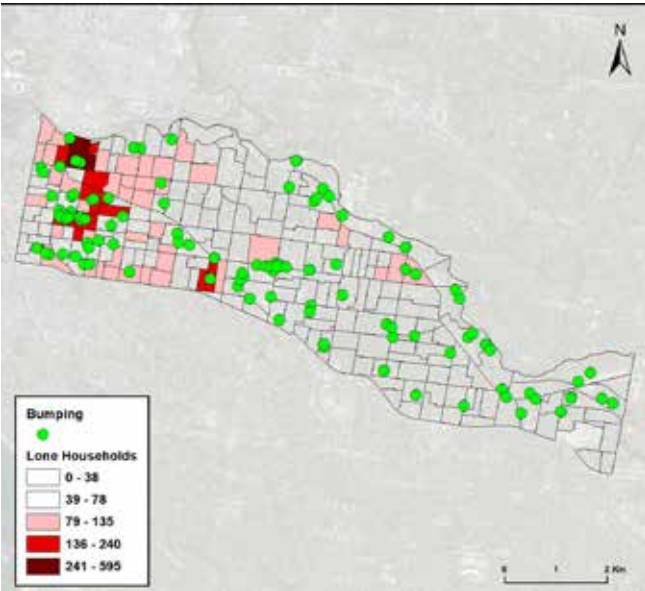 N
Bumping
Lone Households
0 - 38
39 - 78
79 - 135
136 - 240
241 - 595
0 1 2 Km